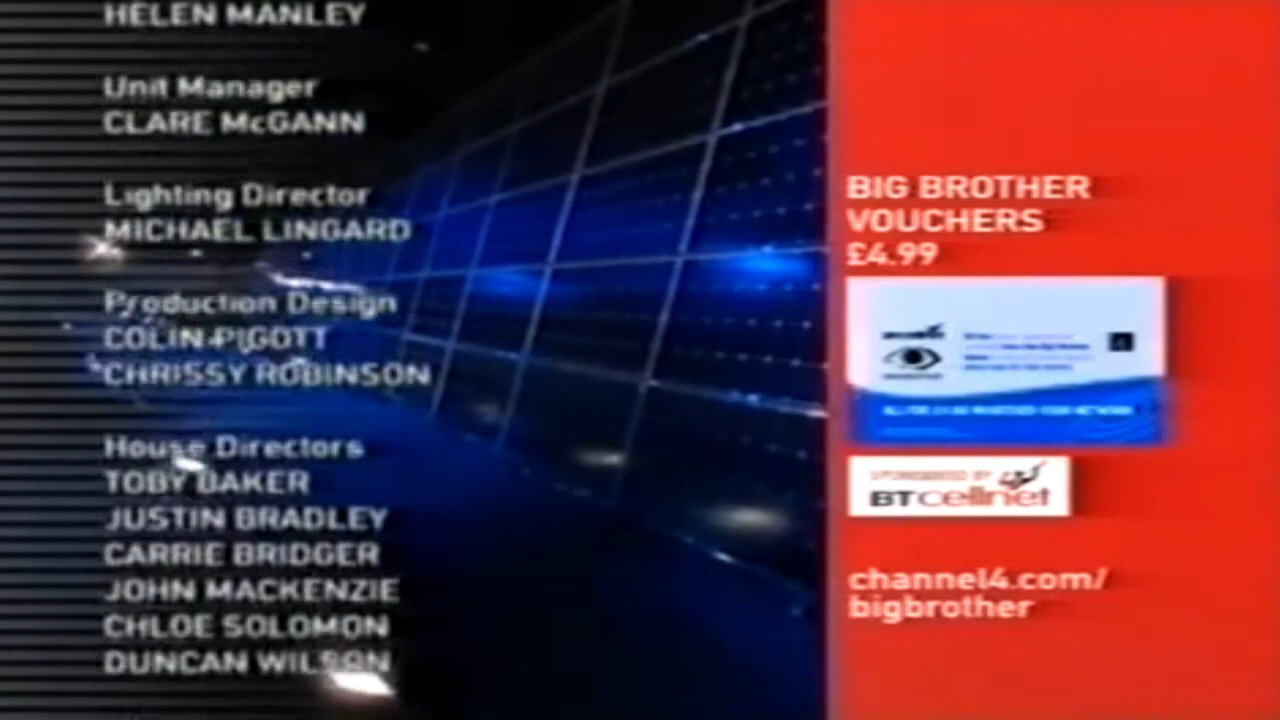 HELEN MANLEY
Unit Manager
CLARE McGANN
Lighting Director
MICHAEL LINGARD
Production Design
COLIN PIGOTT
CHRISSY ROBINSON
House Directors
TOBY BAKER
JUSTIN BRADLEY
CARRIE BRIDGER
JOHN MACKENZIE
CHLOE SOLOMON
DUNCAN WILSON
BIG BROTHER
VOUCHERS
£4.99
SPONSORED BY
BTcellnet
channel4.com/
bigbrother